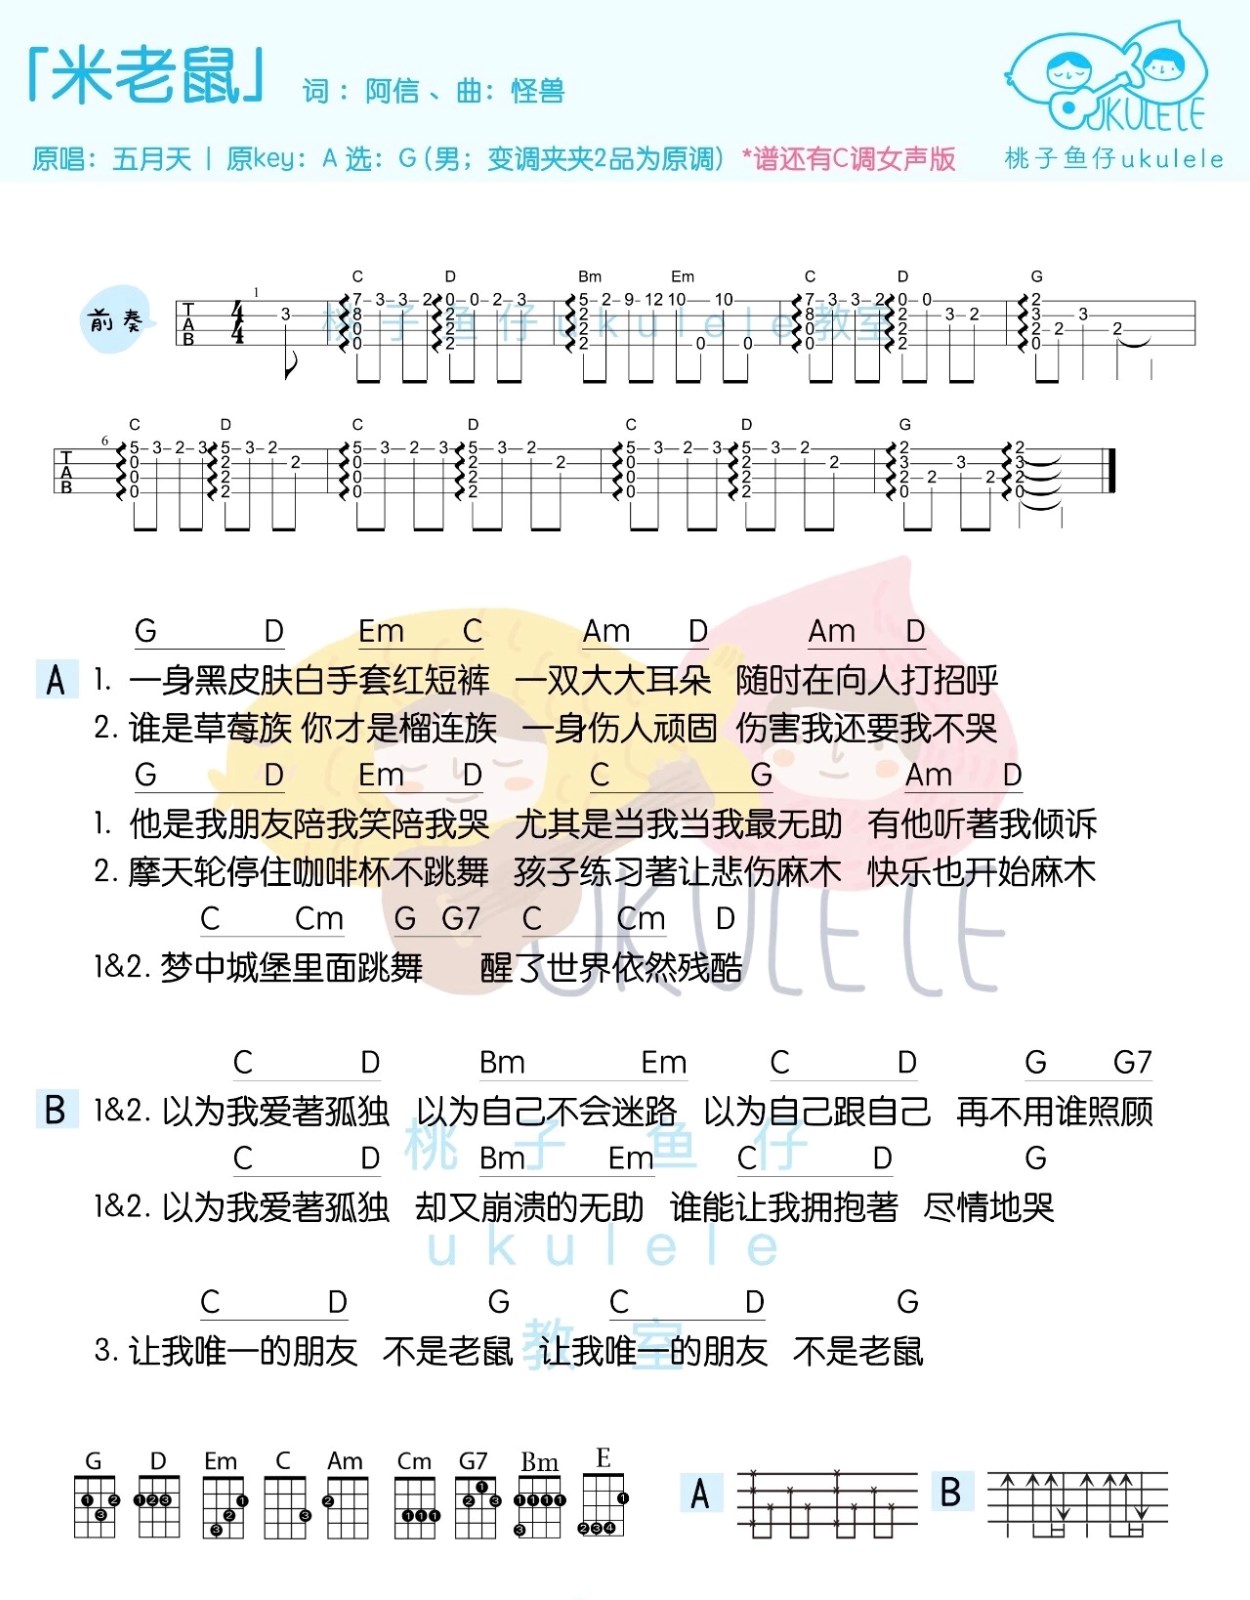 「米老鼠」 词：阿信、曲：怪兽
UKULELE
原唱：五月天 | 原key：A 选：G（男；变调夹夹2品为原调）*谱还有C调女声版
桃子鱼仔ukulele
C D Bm Em C D G
前奏
桃子鱼仔ukulele教室
C D C D C D G
G D Em C Am D Am D
A 1. 一身黑皮肤白手套红短裤 一双大大耳朵 随时在向人打招呼
2. 谁是草莓族 你才是榴连族 一身伤人顽固 伤害我还要我不哭
G D Em D C G Am D
1. 他是我朋友陪我笑陪我哭 尤其是当我当我最无助 有他听著我倾诉
2. 摩天轮停住咖啡杯不跳舞 孩子练习著让悲伤麻木 快乐也开始麻木
C Cm G G7 C Cm D
1&2. 梦中城堡里面跳舞 醒了世界依然残酷
UKULELE
C D Bm Em C D G G7
B 1&2. 以为我爱著孤独 以为自己不会迷路 以为自己跟自己 再不用谁照顾
桃子鱼仔
C D Bm Em C D G
1&2. 以为我爱著孤独 却又崩溃的无助 谁能让我拥抱著 尽情地哭
ukulele
C D G C D G
教室
3. 让我唯一的朋友 不是老鼠 让我唯一的朋友 不是老鼠
G D Em C Am Cm G7 Bm E
A B